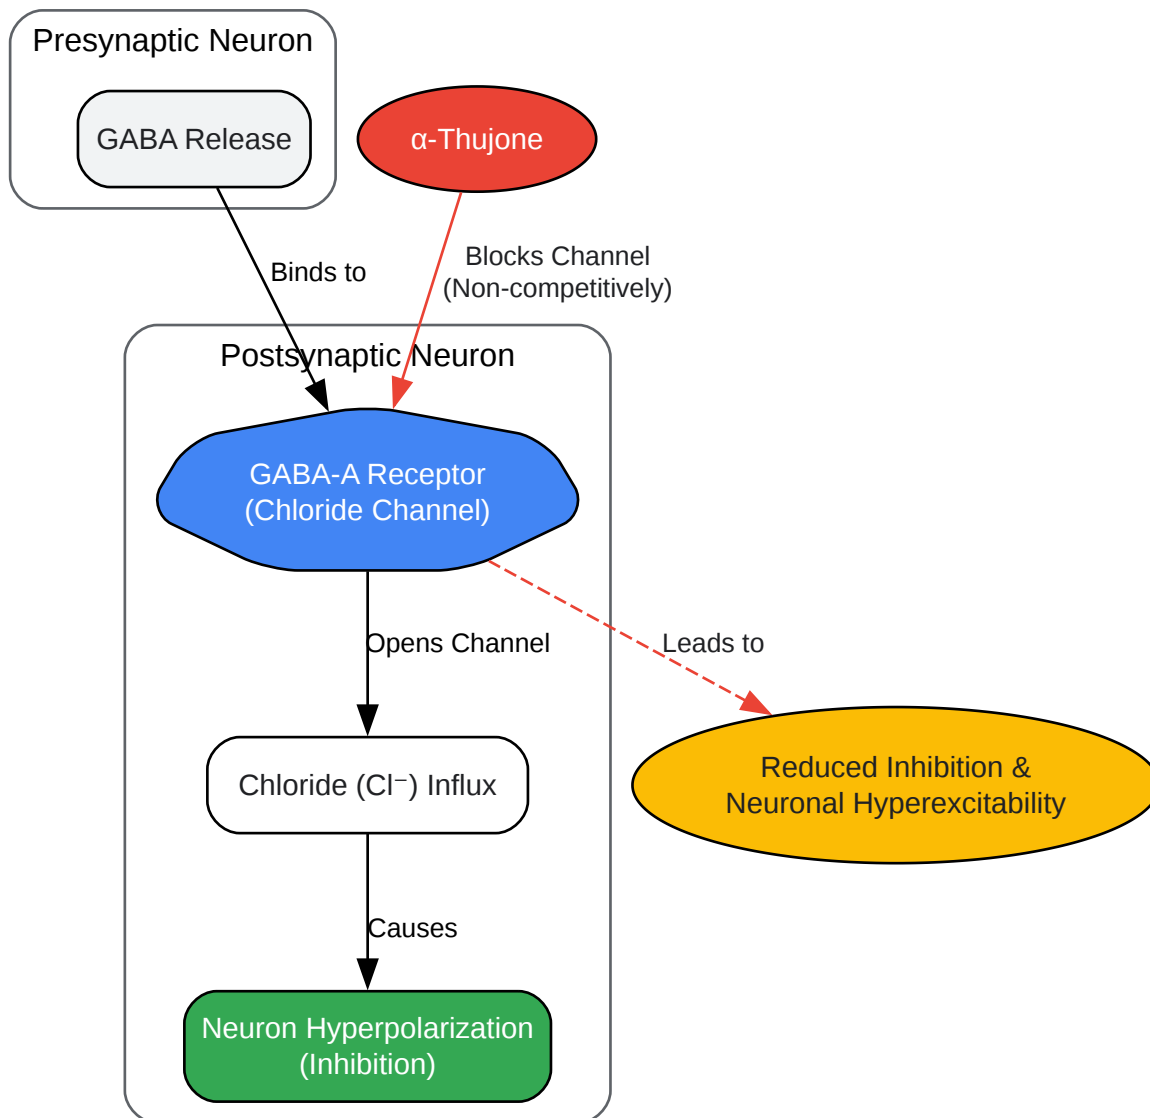 Presynaptic Neuron
GABA Release
α-Thujone
Binds to
Blocks Channel
(Non-competitively)
Postsynaptic Neuron
GABA-A Receptor
(Chloride Channel)
Opens Channel
Leads to
Chloride (Cl⁻) Influx
Reduced Inhibition &
Neuronal Hyperexcitability
Causes
Neuron Hyperpolarization
(Inhibition)